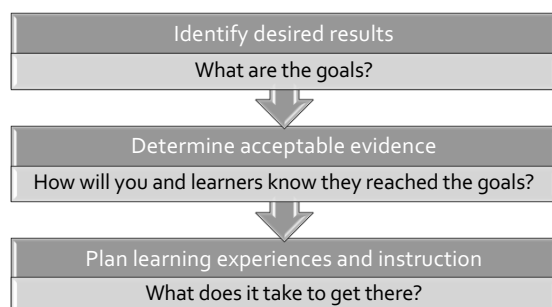 Identify desired results
What are the goals?
Determine acceptable evidence
How will you and learners know they reached the goals?
Plan learning experiences and instruction
What does it take to get there?